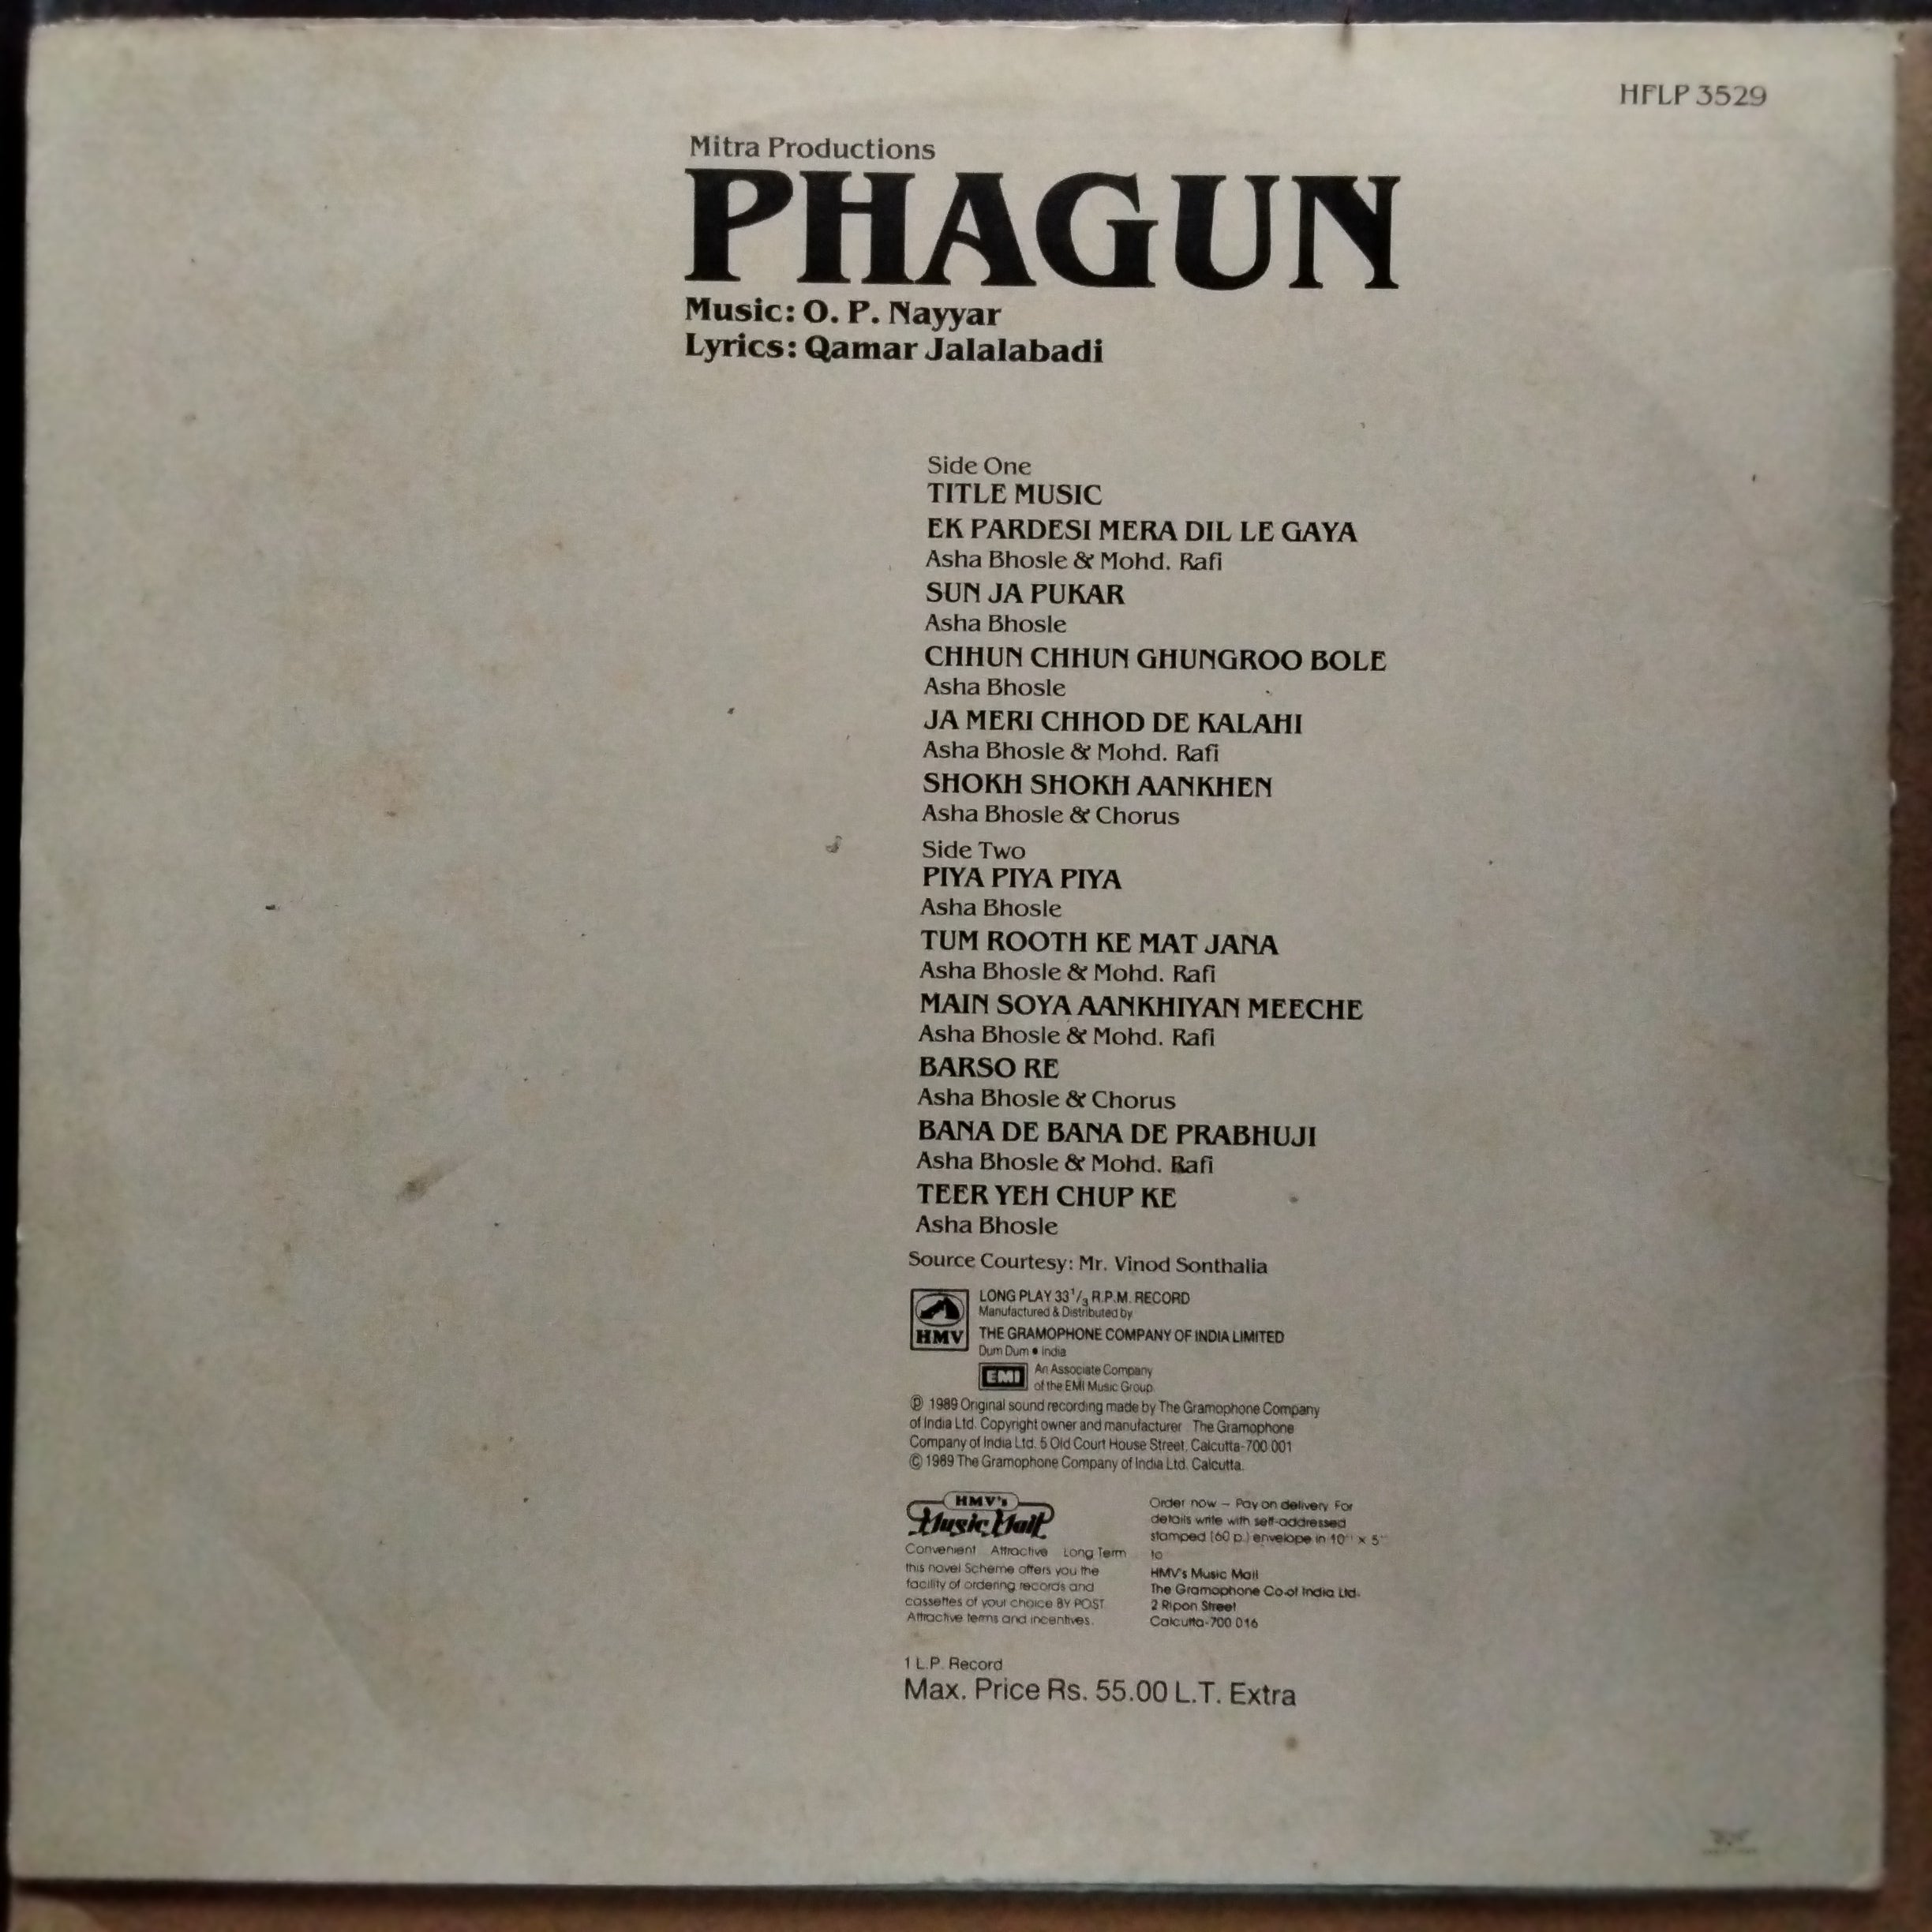 HFLP 3529
Mitra Productions
PHAGUN
Music: O. P. Nayyar
Lyrics: Qamar Jalalabadi
Side One
TITLE MUSIC
EK PARDESI MERA DIL LE GAYA
Asha Bhosle & Mohd. Rafi
SUN JA PUKAR
Asha Bhosle
CHHUN CHHUN GHUNGROO BOLE
Asha Bhosle
JA MERI CHHOD DE KALAHI
Asha Bhosle & Mohd. Rafi
SHOKH SHOKH AANKHEN
Asha Bhosle & Chorus
Side Two
PIYA PIYA PIYA
Asha Bhosle
TUM ROOTH KE MAT JANA
Asha Bhosle & Mohd. Rafi
MAIN SOYA AANKHIYAN MEECHE
Asha Bhosle & Mohd. Rafi
BARSO RE
Asha Bhosle & Chorus
BANA DE BANA DE PRABHUJI
Asha Bhosle & Mohd. Rafi
TEER YEH CHUP KE
Asha Bhosle
Source Courtesy: Mr. Vinod Sonthalia
HMV
LONG PLAY 33 1/3 R.P.M. RECORD
Manufactured & Distributed by
THE GRAMOPHONE COMPANY OF INDIA LIMITED
Dum Dum • India
EMI
An Associate Company
of the EMI Music Group
℗ 1989 Original sound recording made by The Gramophone Company
of India Ltd. Copyright owner and manufacturer The Gramophone
Company of India Ltd. 5 Old Court House Street, Calcutta-700 001
© 1989 The Gramophone Company of India Ltd. Calcutta.
HMV's
Music Mail
Convenient Attractive Long Term
this novel Scheme offers you the
facility of ordering records and
cassettes of your choice BY POST
Attractive terms and incentives.
Order now – Pay on delivery For
details write with self-addressed
stamped (60 p.) envelope in 10" x 5"
to
HMV's Music Mail
The Gramophone Co of India Ltd.
2 Ripon Street
Calcutta-700 016
1 L.P. Record
Max. Price Rs. 55.00 L.T. Extra